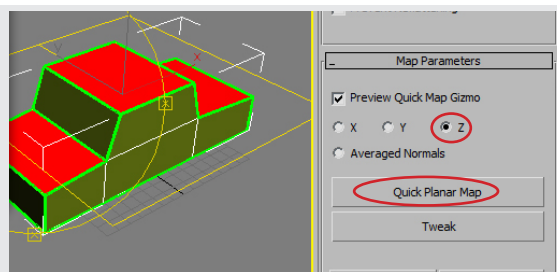 Map Parameters
Preview Quick Map Gizmo
X Y Z
Averaged Normals
Quick Planar Map
Tweak